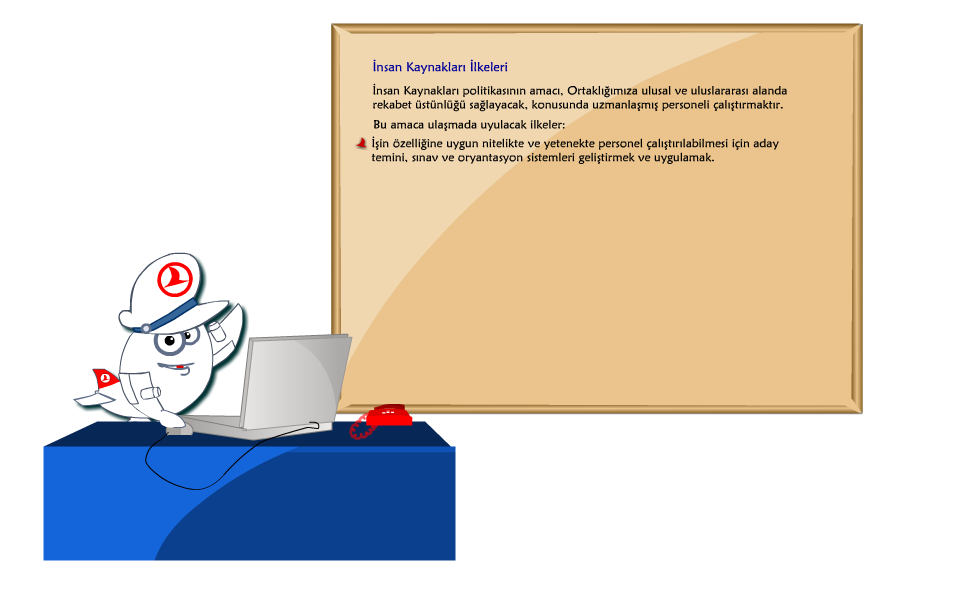 İnsan Kaynakları İlkeleri
İnsan Kaynakları politikasının amacı, Ortaklığımıza ulusal ve uluslararası alanda
rekabet üstünlüğü sağlayacak, konusunda uzmanlaşmış personeli çalıştırmaktır.
Bu amaca ulaşmada uyulacak ilkeler:
İşin özelliğine uygun nitelikte ve yetenekte personel çalıştırılabilmesi için aday
temini, sınav ve oryantasyon sistemleri geliştirmek ve uygulamak.